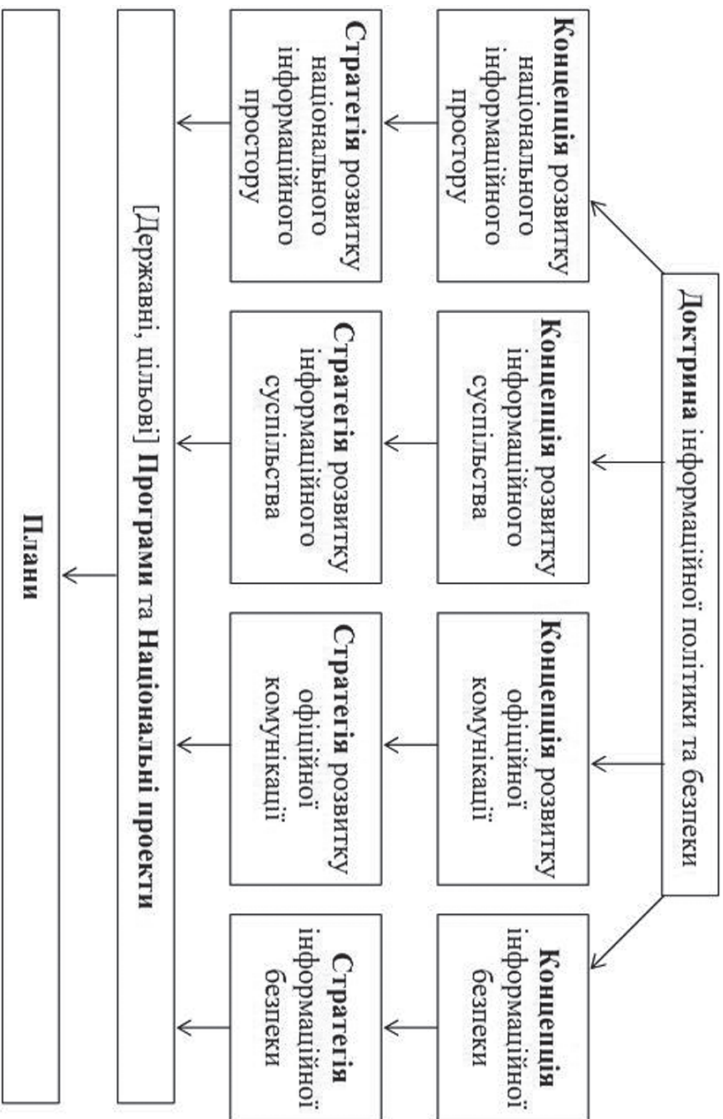 Доктрина інформаційної політики та безпеки
Концепція розвитку
національного
інформаційного
простору
Концепція розвитку
інформаційного
суспільства
Концепція розвитку
офіційної
комунікації
Концепція
інформаційної
безпеки
Стратегія розвитку
національного
інформаційного
простору
Стратегія розвитку
інформаційного
суспільства
Стратегія розвитку
офіційної
комунікації
Стратегія
інформаційної
безпеки
[Державні, цільові] Програми та Національні проекти
Плани